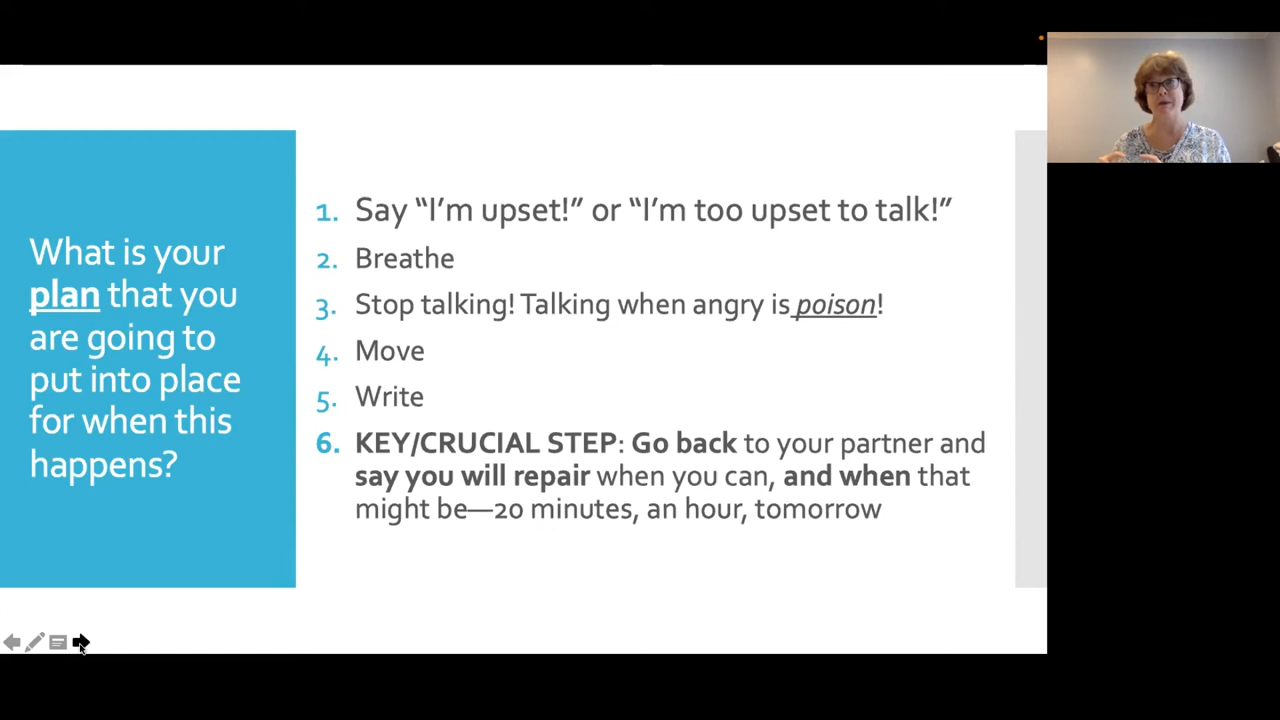 What is your
plan that you
are going to
put into place
for when this
happens?
1. Say “I’m upset!” or “I’m too upset to talk!”
2. Breathe
3. Stop talking! Talking when angry is poison!
4. Move
5. Write
6. KEY/CRUCIAL STEP: Go back to your partner and
say you will repair when you can, and when that
might be—20 minutes, an hour, tomorrow